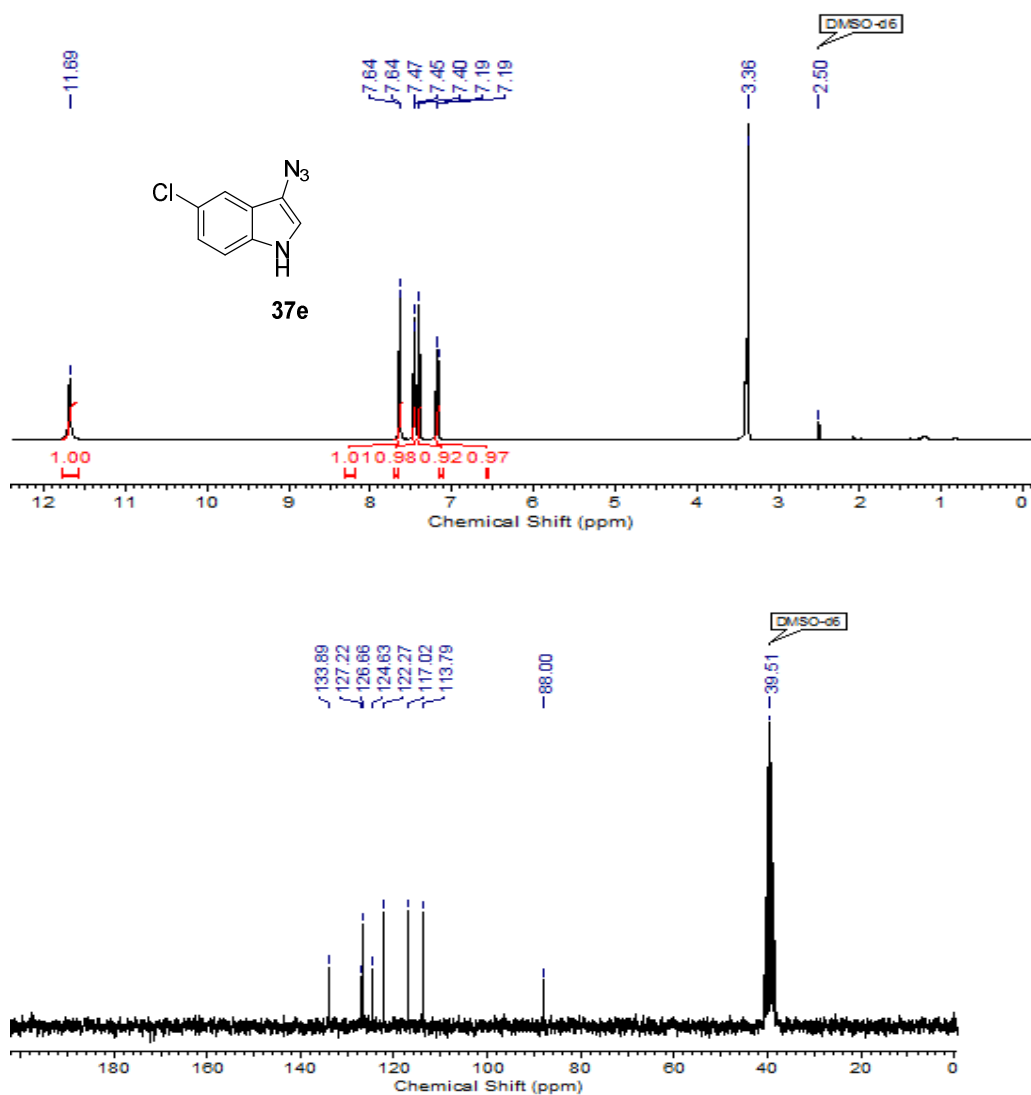 DMSO-d6
11.69
7.64
7.64
7.47
7.45
7.40
7.19
7.19
3.36
2.50
N3
Cl
N
H
37e
1.00 1.01 0.98 0.92 0.97
12 11 10 9 8 7 6 5 4 3 2 1 0
Chemical Shift (ppm)
DMSO-d6
133.89
127.22
126.66
124.63
122.27
117.02
113.79
88.00
39.51
180 160 140 120 100 80 60 40 20 0
Chemical Shift (ppm)